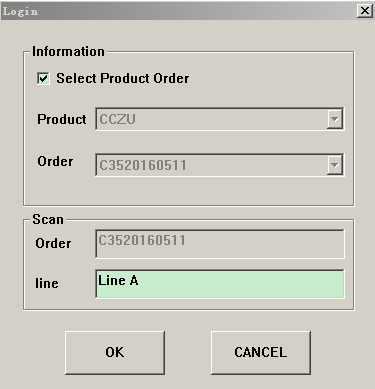 Login
Information
Select Product Order
Product CCZU
Order C3520160511
Scan
Order C3520160511
line Line A
OK CANCEL